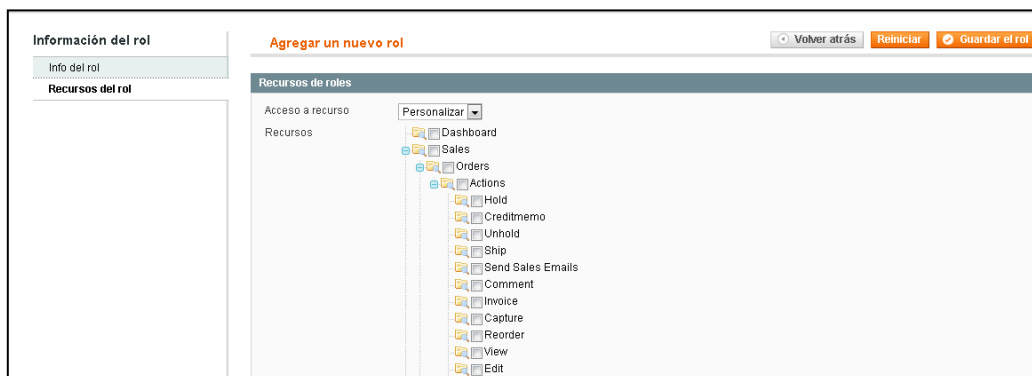 Información del rol
Info del rol
Recursos del rol
Agregar un nuevo rol
Volver atrás
Reiniciar
Guardar el rol
Recursos de roles
Acceso a recurso
Personalizar
Recursos
Dashboard
Sales
Orders
Actions
Hold
Creditmemo
Unhold
Ship
Send Sales Emails
Comment
Invoice
Capture
Reorder
View
Edit